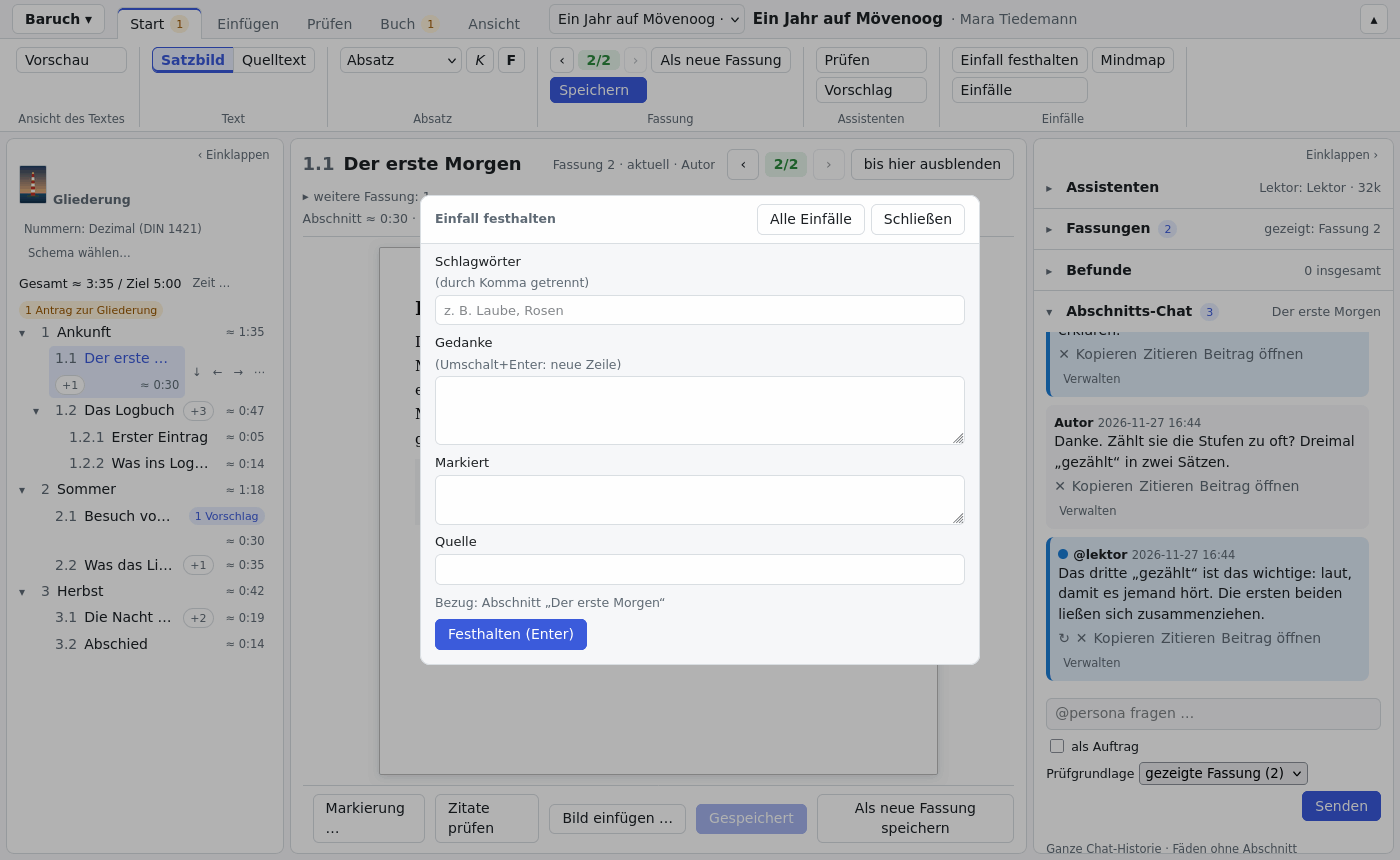 Baruch ▾
Start 1
Einfügen
Prüfen
Buch 1
Ansicht
Ein Jahr auf Mövenoog ·
Ein Jahr auf Mövenoog · Mara Tiedemann
▴
Vorschau
Ansicht des Textes
Satzbild Quelltext
Text
Absatz K F
Absatz
‹ 2/2 › Als neue Fassung
Speichern
Fassung
Prüfen
Vorschlag
Assistenten
Einfall festhalten Mindmap
Einfälle
Einfälle
‹ Einklappen
Gliederung
Nummern: Dezimal (DIN 1421)
Schema wählen…
Gesamt ≈ 3:35 / Ziel 5:00 Zeit …
1 Antrag zur Gliederung
▾ 1 Ankunft ≈ 1:35
1.1 Der erste … ↓ ← → ···
+1 ≈ 0:30
▾ 1.2 Das Logbuch +3 ≈ 0:47
1.2.1 Erster Eintrag ≈ 0:05
1.2.2 Was ins Log… ≈ 0:14
▾ 2 Sommer ≈ 1:18
2.1 Besuch vo… 1 Vorschlag
≈ 0:30
2.2 Was das Li… +1 ≈ 0:35
▾ 3 Herbst ≈ 0:42
3.1 Die Nacht … +2 ≈ 0:19
3.2 Abschied ≈ 0:14
1.1 Der erste Morgen
Fassung 2 · aktuell · Autor
‹ 2/2 ›
bis hier ausblenden
▸ weitere Fassung:
Abschnitt ≈ 0:30 ·
Einfall festhalten
Alle Einfälle
Schließen
Schlagwörter
(durch Komma getrennt)
z. B. Laube, Rosen
Gedanke
(Umschalt+Enter: neue Zeile)
Markiert
Quelle
Bezug: Abschnitt „Der erste Morgen“
Festhalten (Enter)
Markierung
…
Zitate
prüfen
Bild einfügen …
Gespeichert
Als neue Fassung
speichern
Einklappen ›
▸ Assistenten Lektor: Lektor · 32k
▸ Fassungen 2 gezeigt: Fassung 2
▸ Befunde 0 insgesamt
▾ Abschnitts-Chat 3 Der erste Morgen
erklären.
✕ Kopieren Zitieren Beitrag öffnen
Verwalten
Autor 2026-11-27 16:44
Danke. Zählt sie die Stufen zu oft? Dreimal
„gezählt“ in zwei Sätzen.
✕ Kopieren Zitieren Beitrag öffnen
Verwalten
@lektor 2026-11-27 16:44
Das dritte „gezählt“ ist das wichtige: laut,
damit es jemand hört. Die ersten beiden
ließen sich zusammenziehen.
↻ ✕ Kopieren Zitieren Beitrag öffnen
Verwalten
@persona fragen …
als Auftrag
Prüfgrundlage gezeigte Fassung (2)
Senden
Ganze Chat-Historie · Fäden ohne Abschnitt